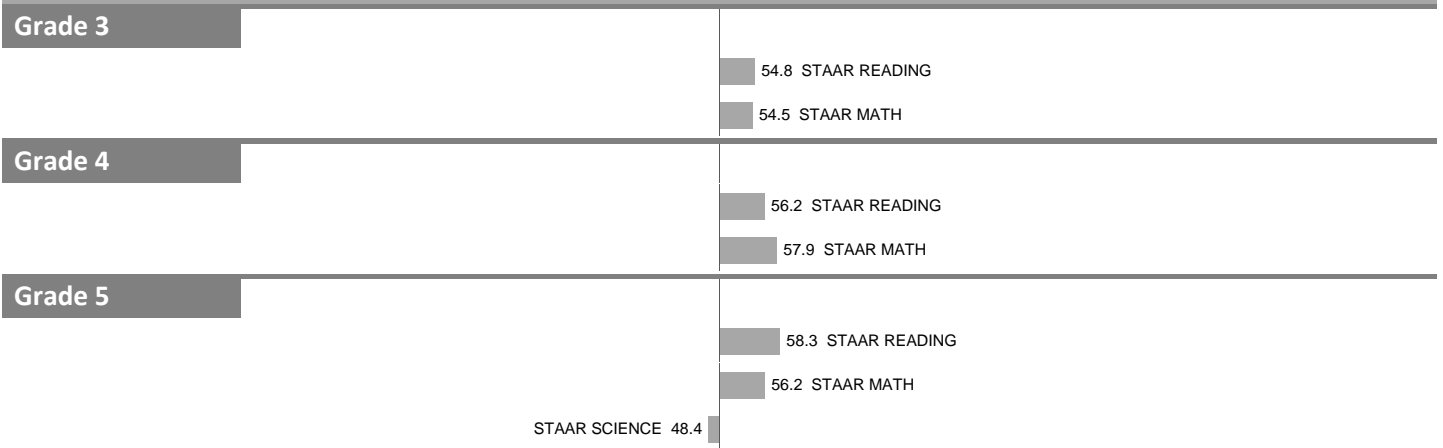 Grade 3
54.8 STAAR READING
54.5 STAAR MATH
Grade 4
56.2 STAAR READING
57.9 STAAR MATH
Grade 5
58.3 STAAR READING
56.2 STAAR MATH
STAAR SCIENCE 48.4